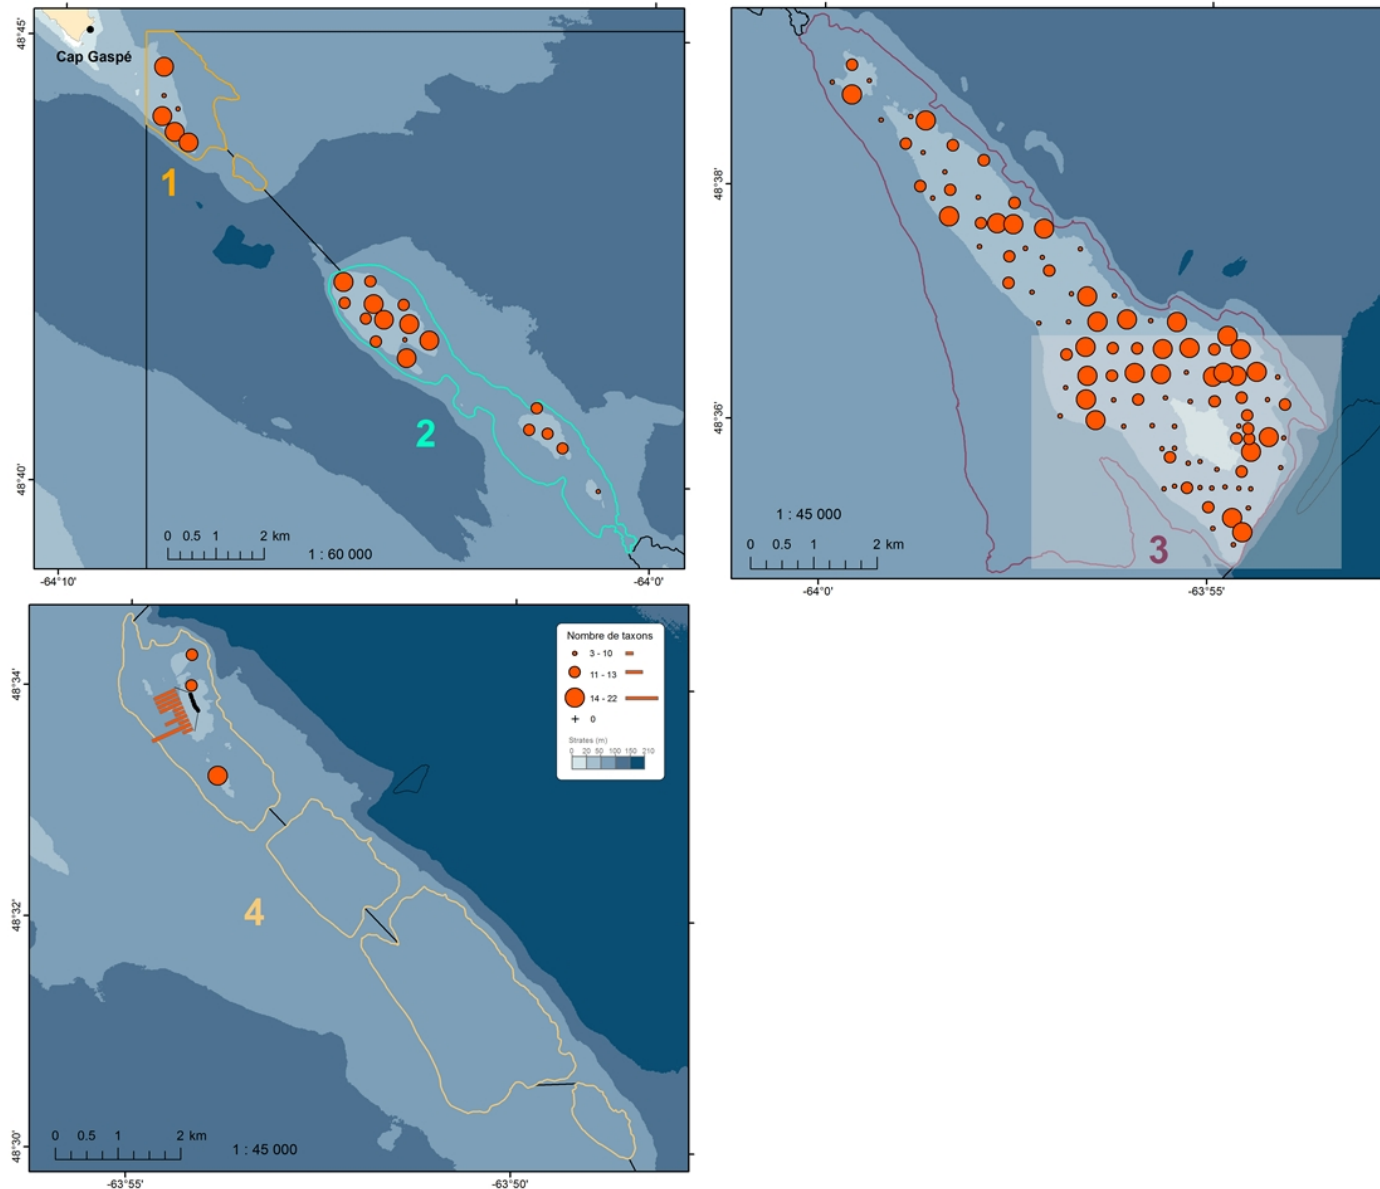 48°45'
Cap Gaspé
1
2
48°40'
0 0.5 1 2 km
1 : 60 000
-64°10'
-64°0'
48°38'
48°36'
1 : 45 000
0 0.5 1 2 km
3
-64°0'
-63°55'
48°34'
Nombre de taxons
3 - 10
11 - 13
14 - 22
0
Strates (m)
0 20 50 100 150 210
4
48°32'
48°30'
0 0.5 1 2 km
1 : 45 000
-63°55'
-63°50'